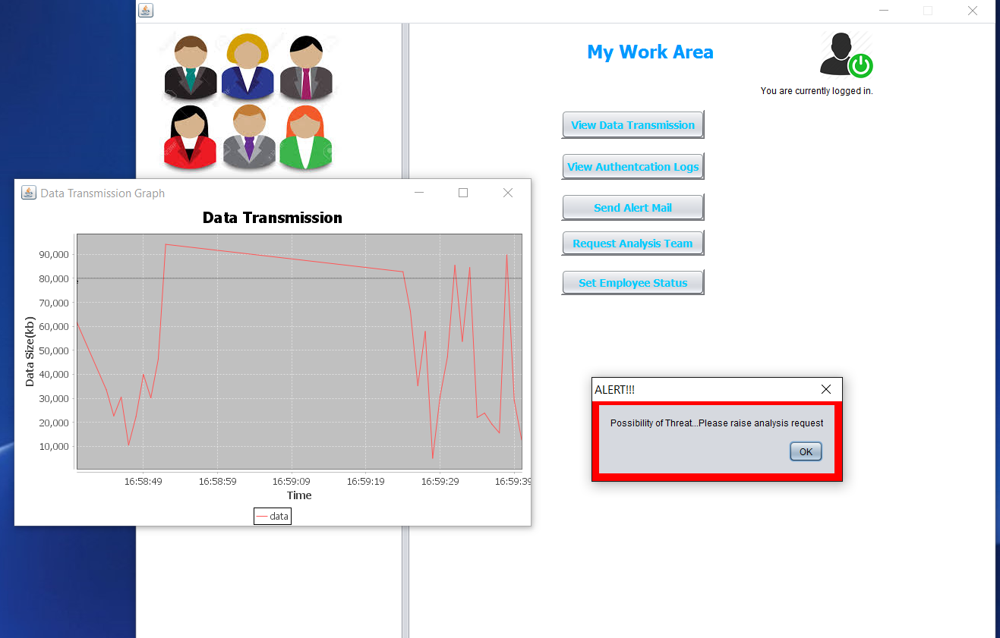 My Work Area
You are currently logged in.
View Data Transmission
View Authentcation Logs
Send Alert Mail
Request Analysis Team
Set Employee Status
Data Transmission Graph
Data Transmission
Data Size(kb)
90,000
80,000
70,000
60,000
50,000
40,000
30,000
20,000
10,000
16:58:49 16:58:59 16:59:09 16:59:19 16:59:29 16:59:39
Time
data
ALERT!!!
Possibility of Threat...Please raise analysis request
OK